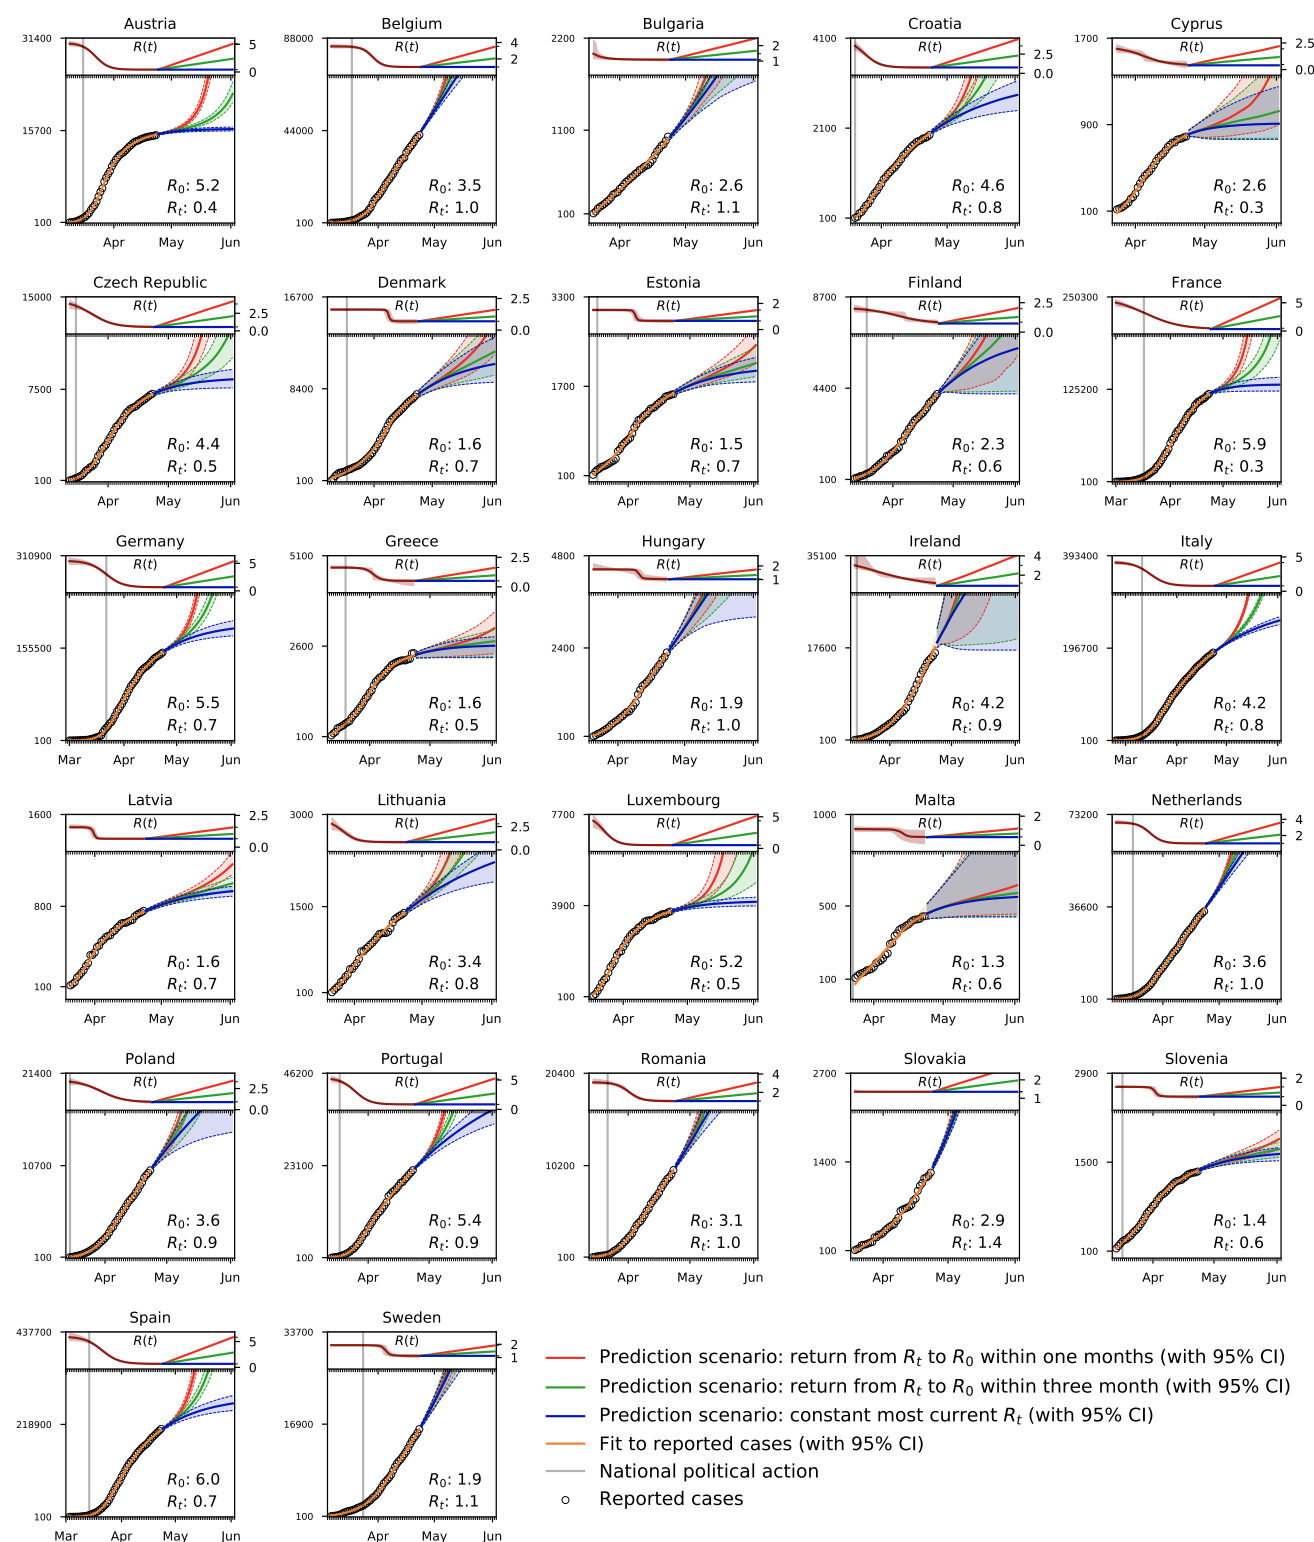 Austria
31400
R(t)
5
0
15700
R0: 5.2
Rt: 0.4
100
Apr May Jun
Belgium
88000
R(t)
4
2
44000
R0: 3.5
Rt: 1.0
100
Apr May Jun
Bulgaria
2200
R(t)
2
1
1100
R0: 2.6
Rt: 1.1
100
Apr May Jun
Croatia
4100
R(t)
2.5
0.0
2100
R0: 4.6
Rt: 0.8
100
Apr May Jun
Cyprus
1700
R(t)
2.5
0.0
900
R0: 2.6
Rt: 0.3
100
Apr May Jun
Czech Republic
15000
R(t)
2.5
0.0
7500
R0: 4.4
Rt: 0.5
100
Apr May Jun
Denmark
16700
R(t)
2.5
0.0
8400
R0: 1.6
Rt: 0.7
100
Apr May Jun
Estonia
3300
R(t)
2
0
1700
R0: 1.5
Rt: 0.7
100
Apr May Jun
Finland
8700
R(t)
2.5
0.0
4400
R0: 2.3
Rt: 0.6
100
Apr May Jun
France
250300
R(t)
5
0
125200
R0: 5.9
Rt: 0.3
100
Mar Apr May Jun
Germany
310900
R(t)
5
0
155500
R0: 5.5
Rt: 0.7
100
Mar Apr May Jun
Greece
5100
R(t)
2.5
0.0
2600
R0: 1.6
Rt: 0.5
100
Apr May Jun
Hungary
4800
R(t)
2
1
2400
R0: 1.9
Rt: 1.0
100
Apr May Jun
Ireland
35100
R(t)
4
2
17600
R0: 4.2
Rt: 0.9
100
Apr May Jun
Italy
393400
R(t)
5
0
196700
R0: 4.2
Rt: 0.8
100
Mar Apr May Jun
Latvia
1600
R(t)
2.5
0.0
800
R0: 1.6
Rt: 0.7
100
Apr May Jun
Lithuania
3000
R(t)
2.5
0.0
1500
R0: 3.4
Rt: 0.8
100
Apr May Jun
Luxembourg
7700
R(t)
5
0
3900
R0: 5.2
Rt: 0.5
100
Apr May Jun
Malta
1000
R(t)
2
0
500
R0: 1.3
Rt: 0.6
100
Apr May Jun
Netherlands
73200
R(t)
4
2
36600
R0: 3.6
Rt: 1.0
100
Apr May Jun
Poland
21400
R(t)
2.5
0.0
10700
R0: 3.6
Rt: 0.9
100
Apr May Jun
Portugal
46200
R(t)
5
0
23100
R0: 5.4
Rt: 0.9
100
Apr May Jun
Romania
20400
R(t)
4
2
10200
R0: 3.1
Rt: 1.0
100
Apr May Jun
Slovakia
2700
R(t)
2
1
1400
R0: 2.9
Rt: 1.4
100
Apr May Jun
Slovenia
2900
R(t)
2
0
1500
R0: 1.4
Rt: 0.6
100
Apr May Jun
Spain
437700
R(t)
5
0
218900
R0: 6.0
Rt: 0.7
100
Mar Apr May Jun
Sweden
33700
R(t)
2
1
16900
R0: 1.9
Rt: 1.1
100
Apr May Jun
Prediction scenario: return from Rt to R0 within one months (with 95% CI)
Prediction scenario: return from Rt to R0 within three month (with 95% CI)
Prediction scenario: constant most current Rt (with 95% CI)
Fit to reported cases (with 95% CI)
National political action
Reported cases